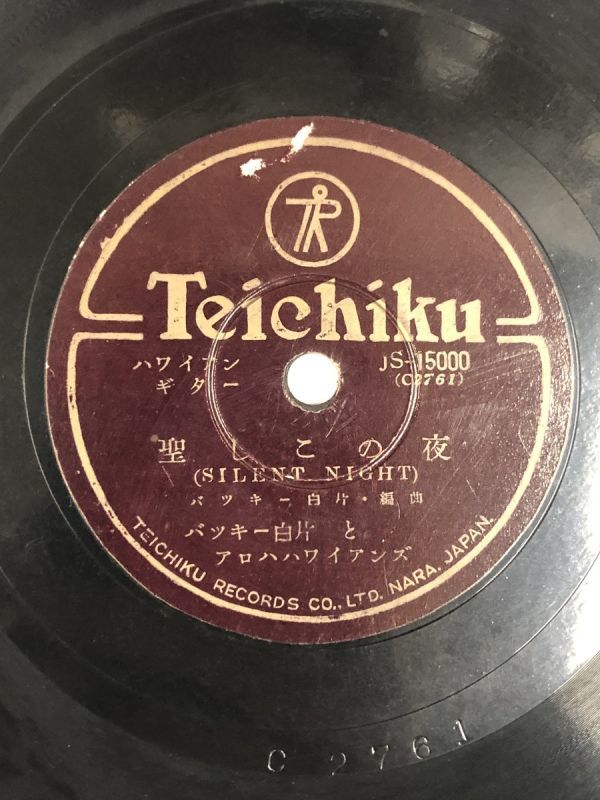 Teichiku
ハワイアン
ギター
JS-15000
(C2761)
聖しこの夜
(SILENT NIGHT)
バッキー白片・編曲
バッキー白片 と
アロハハワイアンズ
TEICHIKU RECORDS CO., LTD. NARA. JAPAN.
C 2761